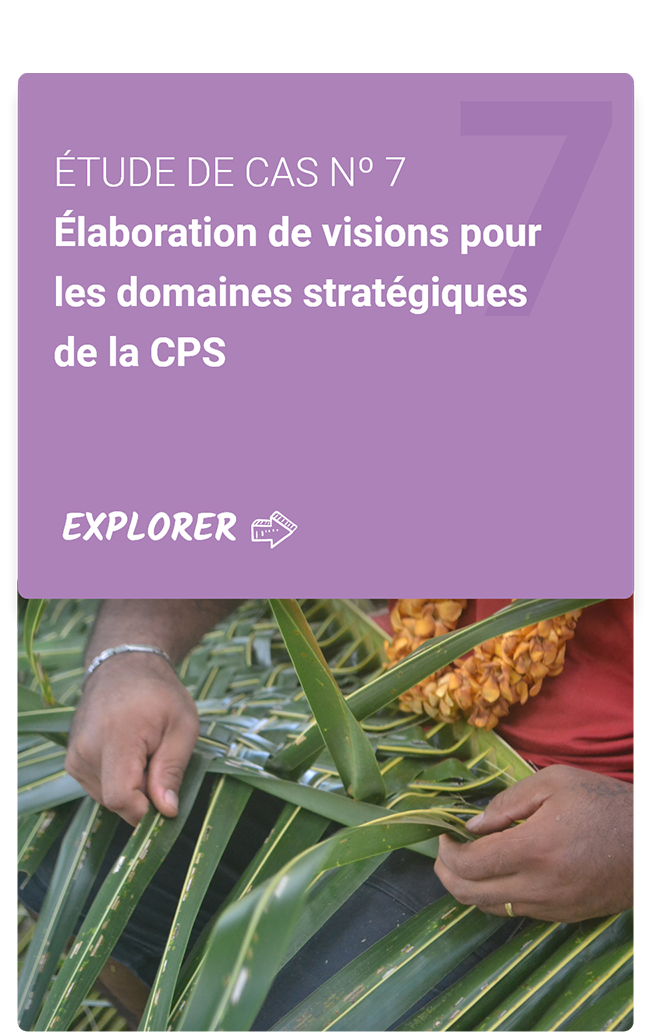 7
ÉTUDE DE CAS Nº 7
Élaboration de visions pour
les domaines stratégiques
de la CPS
EXPLORER